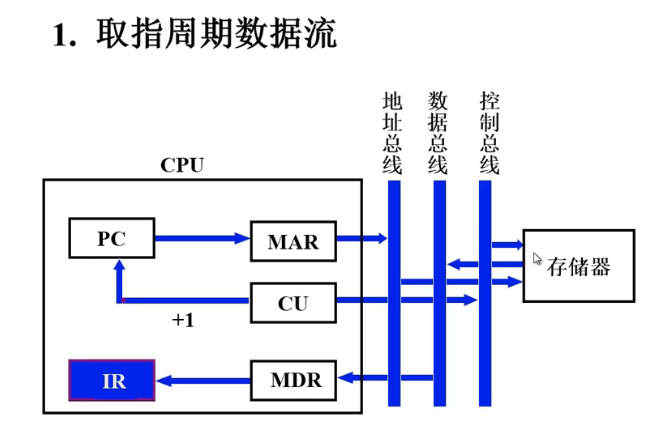 1. 取指周期数据流
地址总线
数据总线
控制总线
CPU
PC
MAR
存储器
CU
+1
IR
MDR